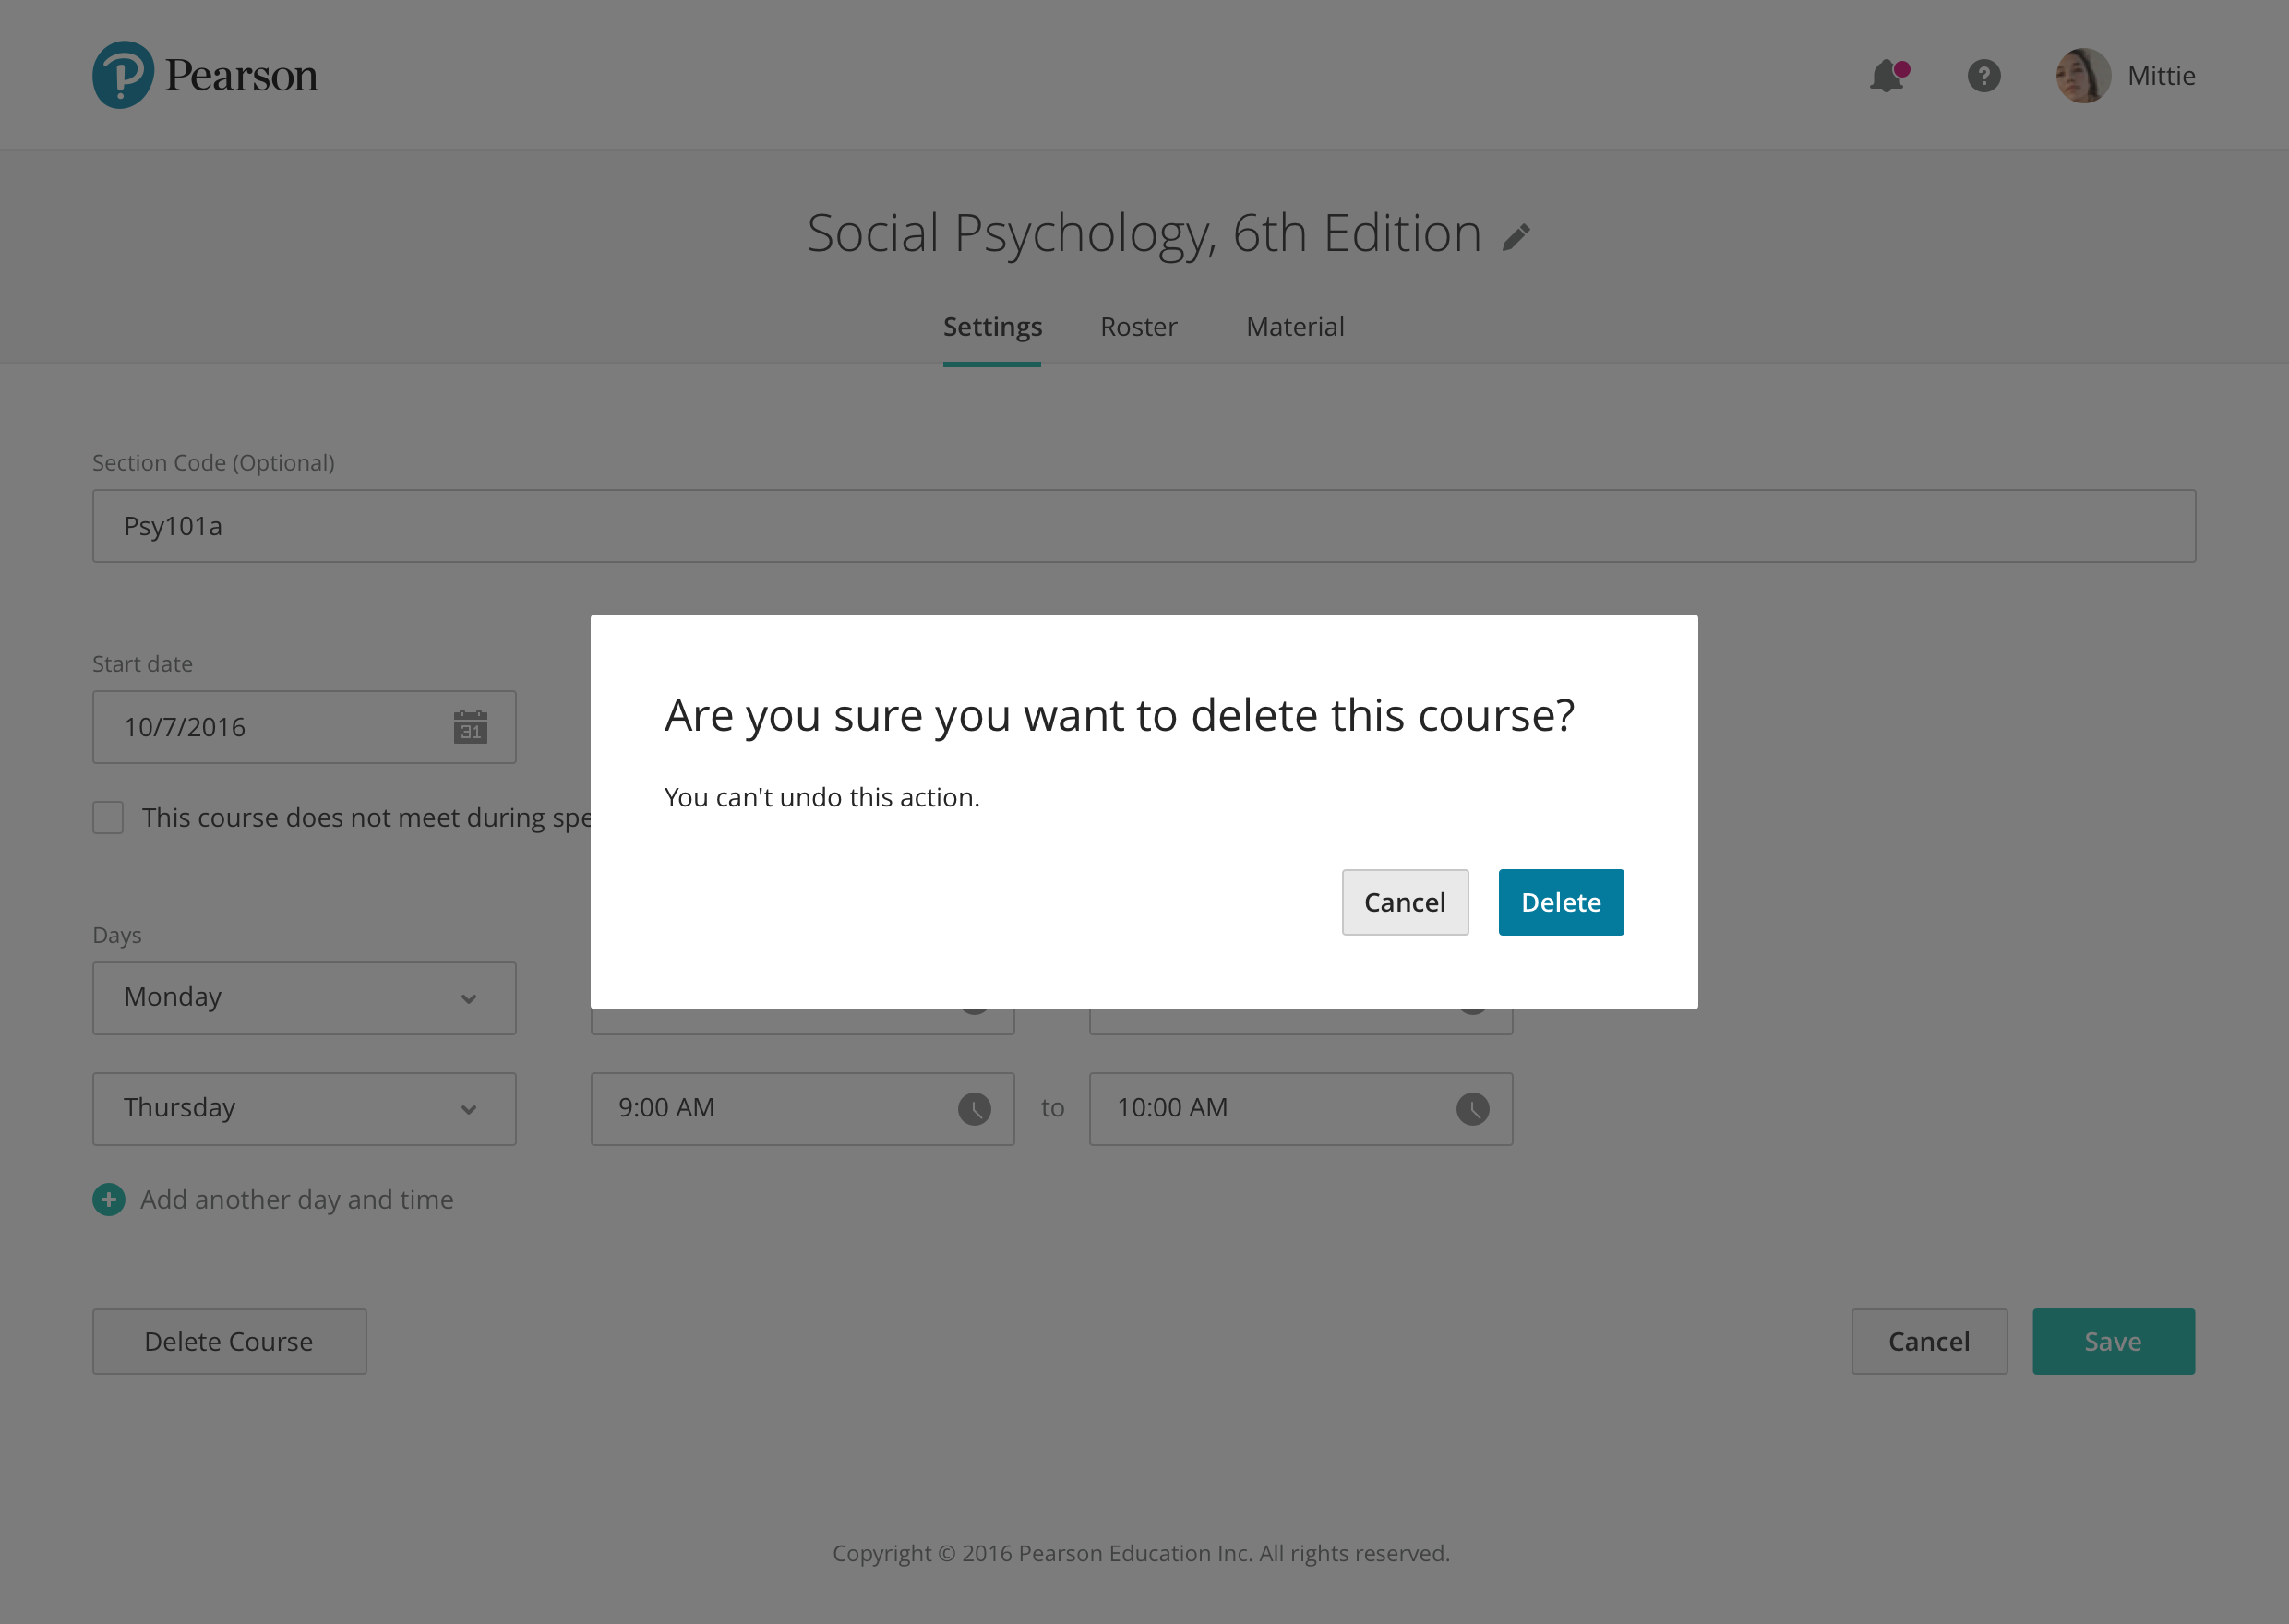 Pearson
Mittie
Social Psychology, 6th Edition
Settings Roster Material
Section Code (Optional)
Psy101a
Start date
10/7/2016
31
This course does not meet during
Are you sure you want to delete this course?
You can't undo this action.
Cancel Delete
Days
Monday
Thursday 9:00 AM to 10:00 AM
Add another day and time
Delete Course Cancel Save
Copyright © 2016 Pearson Education Inc. All rights reserved.